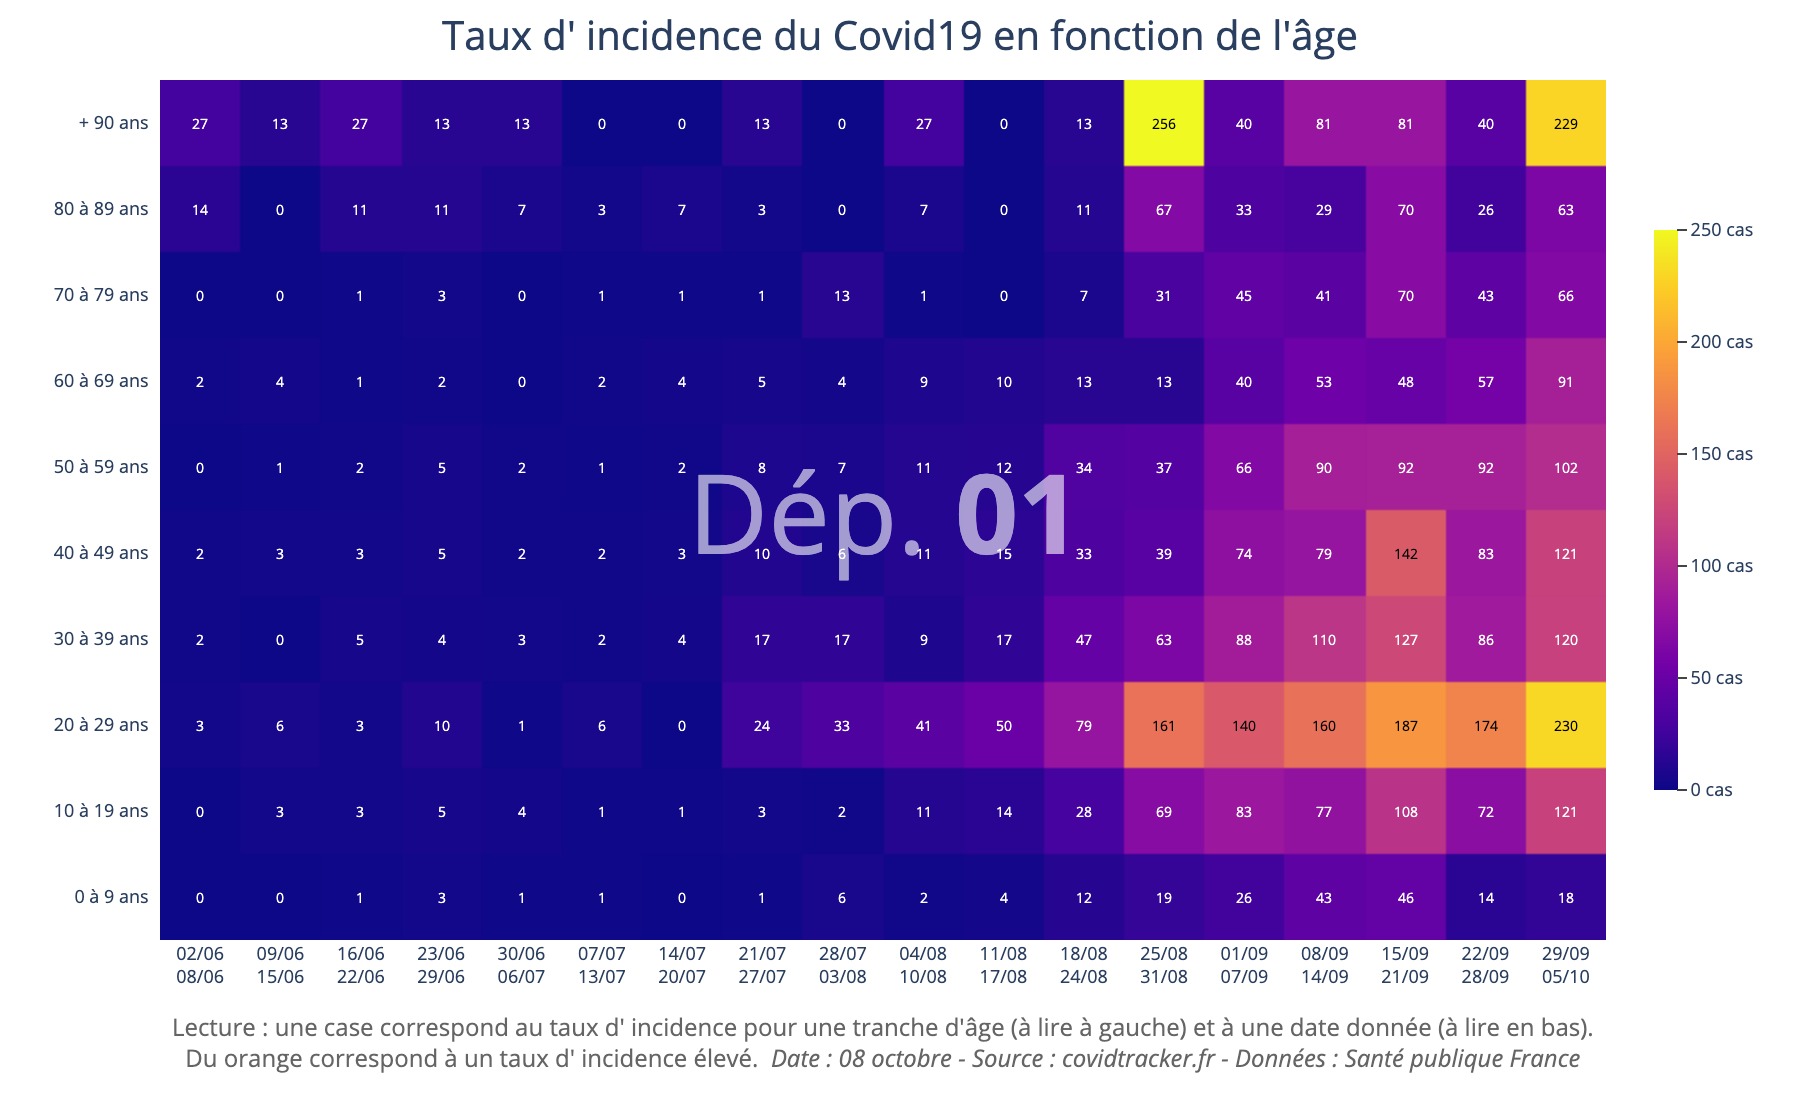 Taux d' incidence du Covid19 en fonction de l'âge
+ 90 ans 27 13 27 13 13 0 0 13 0 27 0 13 256 40 81 81 40 229
80 à 89 ans 14 0 11 11 7 3 7 3 0 7 0 11 67 33 29 70 26 63
250 cas
70 à 79 ans 0 0 1 3 0 1 1 1 13 1 0 7 31 45 41 70 43 66
200 cas
60 à 69 ans 2 4 1 2 0 2 4 5 4 9 10 13 13 40 53 48 57 91
150 cas
50 à 59 ans 0 1 2 5 2 1 2 8 7 11 12 34 37 66 90 92 92 102
Dép. 01
40 à 49 ans 2 3 3 5 2 2 3 10 6 11 15 33 39 74 79 142 83 121
100 cas
30 à 39 ans 2 0 5 4 3 2 4 17 17 9 17 47 63 88 110 127 86 120
50 cas
20 à 29 ans 3 6 3 10 1 6 0 24 33 41 50 79 161 140 160 187 174 230
0 cas
10 à 19 ans 0 3 3 5 4 1 1 3 2 11 14 28 69 83 77 108 72 121
0 à 9 ans 0 0 1 3 1 1 0 1 6 2 4 12 19 26 43 46 14 18
02/06 09/06 16/06 23/06 30/06 07/07 14/07 21/07 28/07 04/08 11/08 18/08 25/08 01/09 08/09 15/09 22/09 29/09
08/06 15/06 22/06 29/06 06/07 13/07 20/07 27/07 03/08 10/08 17/08 24/08 31/08 07/09 14/09 21/09 28/09 05/10
Lecture : une case correspond au taux d' incidence pour une tranche d'âge (à lire à gauche) et à une date donnée (à lire en bas).
Du orange correspond à un taux d' incidence élevé. Date : 08 octobre - Source : covidtracker.fr - Données : Santé publique France